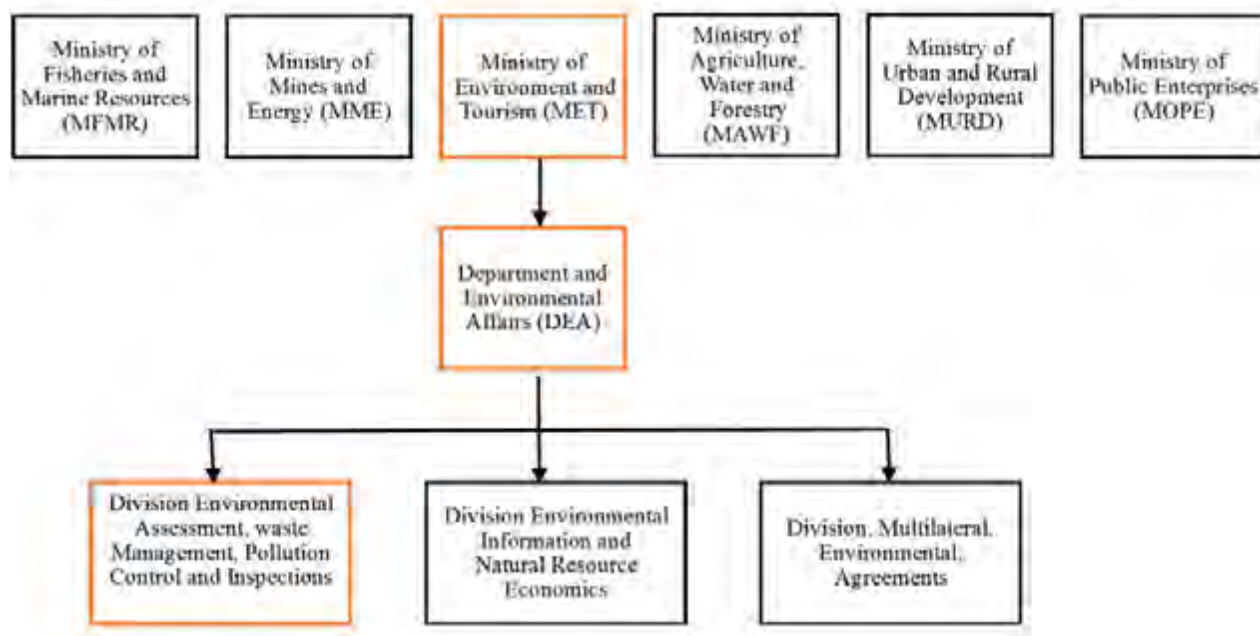 Ministry of
Fisheries and
Marine Resources
(MFMR)
Ministry of
Mines and
Energy (MME)
Ministry of
Environment and
Tourism (MET)
Ministry of
Agriculture,
Water and
Forestry
(MAWF)
Ministry of
Urban and Rural
Development
(MURD)
Ministry of
Public Enterprises
(MOPE)
Department and
Environmental
Affairs (DEA)
Division Environmental
Assessment, waste
Management, Pollution
Control and Inspections
Division Environmental
Information and
Natural Resource
Economics
Division, Multilateral,
Environmental,
Agreements